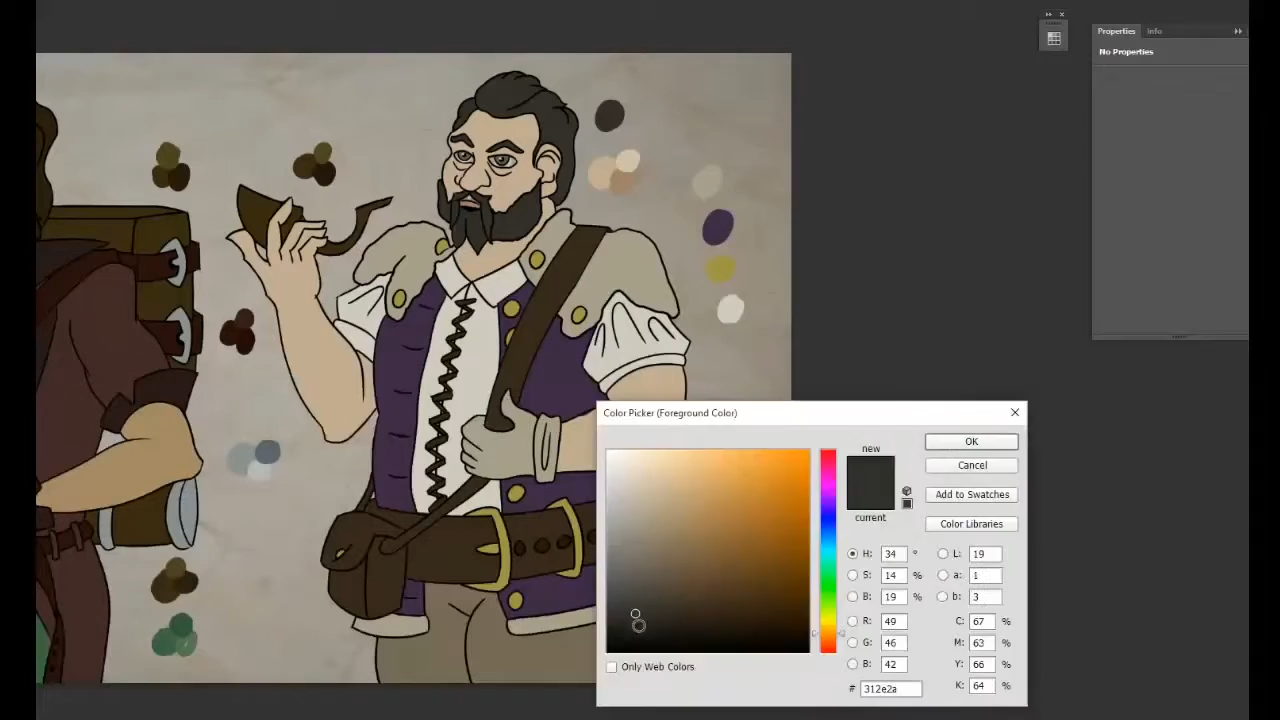 Properties Info
No Properties
Color Picker (Foreground Color)
new
current
OK
Cancel
Add to Swatches
Color Libraries
H: 34 °
S: 14 %
B: 19 %
R: 49
G: 46
B: 42
# 312e2a
L: 19
a: 1
b: 3
C: 67 %
M: 63 %
Y: 66 %
K: 64 %
Only Web Colors